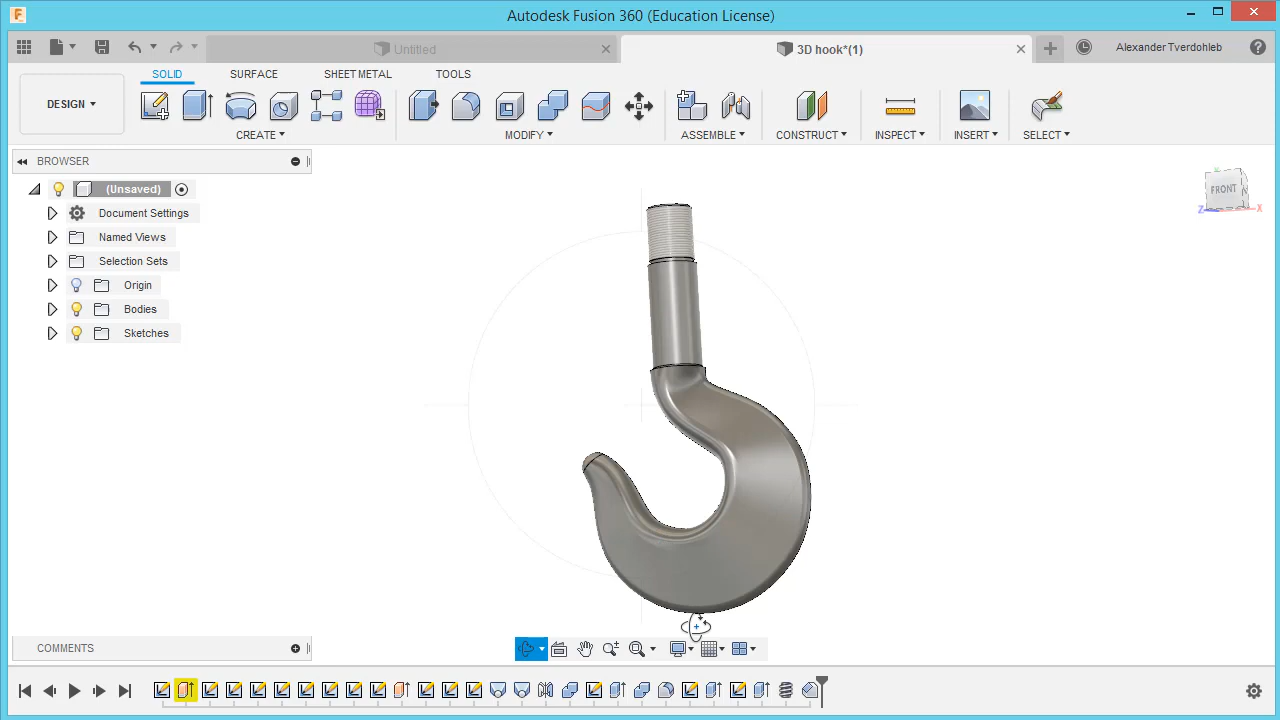 Autodesk Fusion 360 (Education License)
Untitled
3D hook*(1)
Alexander Tverdohleb
SOLID SURFACE SHEET METAL TOOLS
DESIGN
CREATE MODIFY ASSEMBLE CONSTRUCT INSPECT INSERT SELECT
BROWSER
(Unsaved)
Document Settings
Named Views
Selection Sets
Origin
Bodies
Sketches
FRONT
Z X
COMMENTS